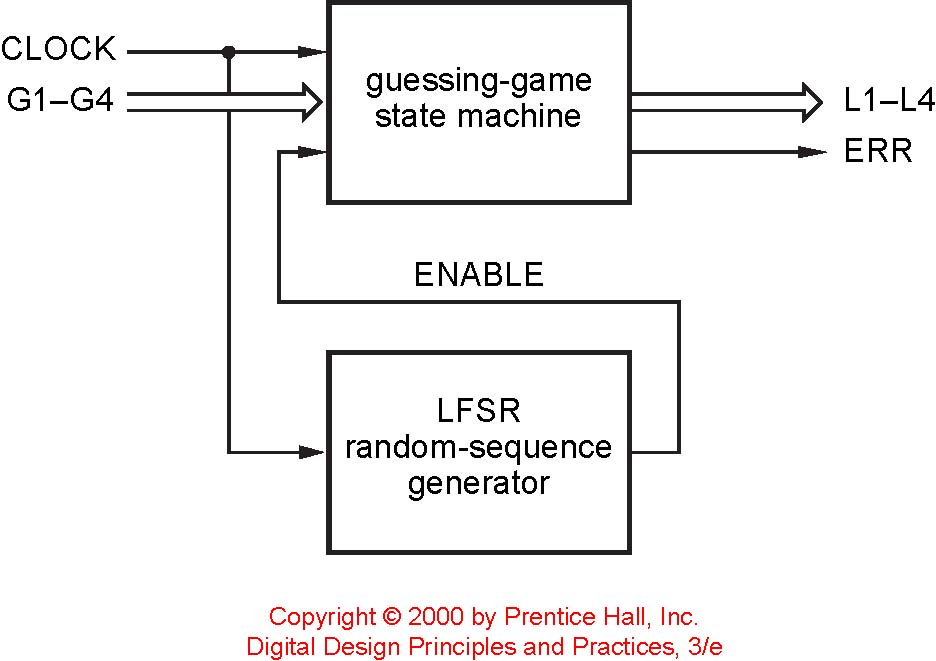 CLOCK
G1–G4
guessing-game
state machine
L1–L4
ERR
ENABLE
LFSR
random-sequence
generator
Copyright © 2000 by Prentice Hall, Inc.
Digital Design Principles and Practices, 3/e